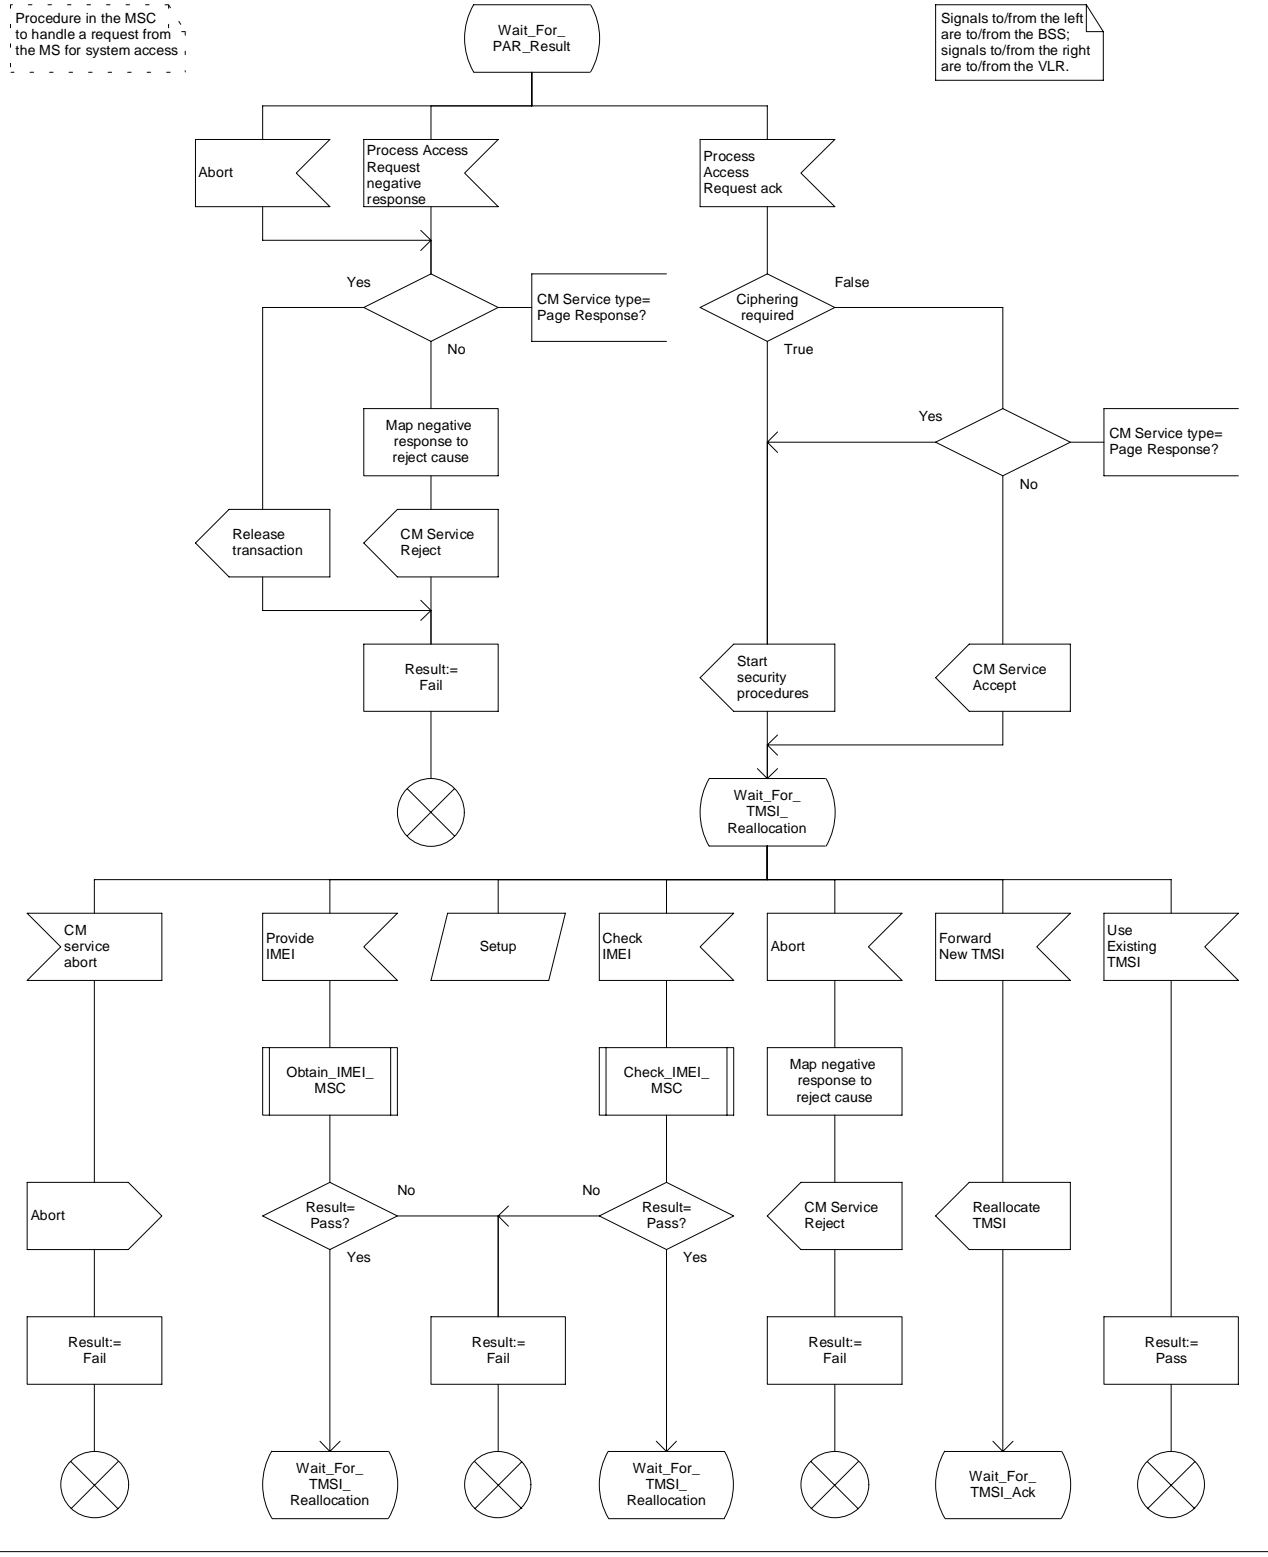 Procedure in the MSC
to handle a request from
the MS for system access
Wait_For_
PAR_Result
Signals to/from the left
are to/from the BSS;
signals to/from the right
are to/from the VLR.
Abort
Process Access
Request
negative
response
Process
Access
Request ack
Yes
CM Service type=
Page Response?
No
Ciphering
required
False
True
Map negative
response to
reject cause
Yes
CM Service type=
Page Response?
No
Release
transaction
CM Service
Reject
Result:=
Fail
Start
security
procedures
CM Service
Accept
Wait_For_
TMSI_
Reallocation
CM
service
abort
Provide
IMEI
Setup
Check
IMEI
Abort
Forward
New TMSI
Use
Existing
TMSI
Obtain_IMEI_
MSC
Check_IMEI_
MSC
Map negative
response to
reject cause
Abort
Result=
Pass?
No
Yes
No
Result=
Pass?
Yes
CM Service
Reject
Reallocate
TMSI
Result:=
Fail
Result:=
Fail
Result:=
Fail
Result:=
Pass
Wait_For_
TMSI_
Reallocation
Wait_For_
TMSI_
Reallocation
Wait_For_
TMSI_Ack